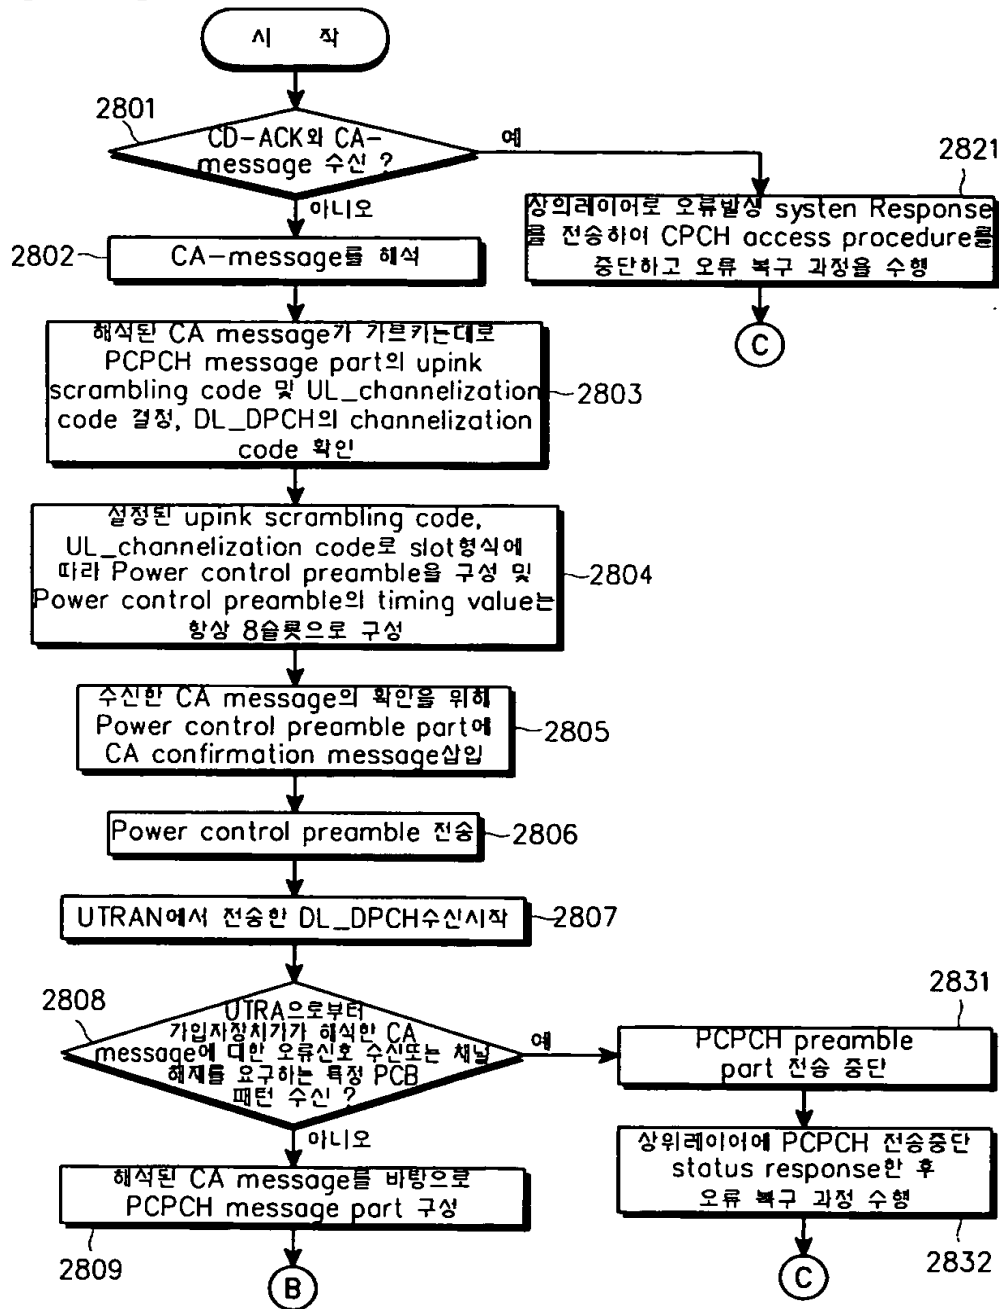 시 작
2801
CD-ACK와 CA-
message 수신 ?
예
아니오
2821
상의레이어로 오류발생 systen Response
를 전송하여 CPCH access procedure를
중단하고 오류 복구 과정을 수행
C
2802
CA-message를 해석
해석된 CA message가 가르키는대로
PCPCH message part의 upink
scrambling code 및 UL_channelization
code 결정, DL_DPCH의 channelization
code 확인
2803
설정된 upink scrambling code,
UL_channelization code로 slot형식에
따라 Power control preamble을 구성 및
Power control preamble의 timing value는
항상 8슬롯으로 구성
2804
수신한 CA message의 확인을 위해
Power control preamble part에
CA confirmation message삽입
2805
Power control preamble 전송
2806
UTRAN에서 전송한 DL_DPCH수신시작
2807
2808
UTRA으로부터
가입자장치가가 해석한 CA
message에 대한 오류신호 수신또는 채널
해재를 요구하는 특정 PCB
패턴 수신 ?
예
아니오
2831
PCPCH preamble
part 전송 중단
상위레이어에 PCPCH 전송중단
status response한 후
오류 복구 과정 수행
2832
C
해석된 CA message를 바탕으로
PCPCH message part 구성
2809
B